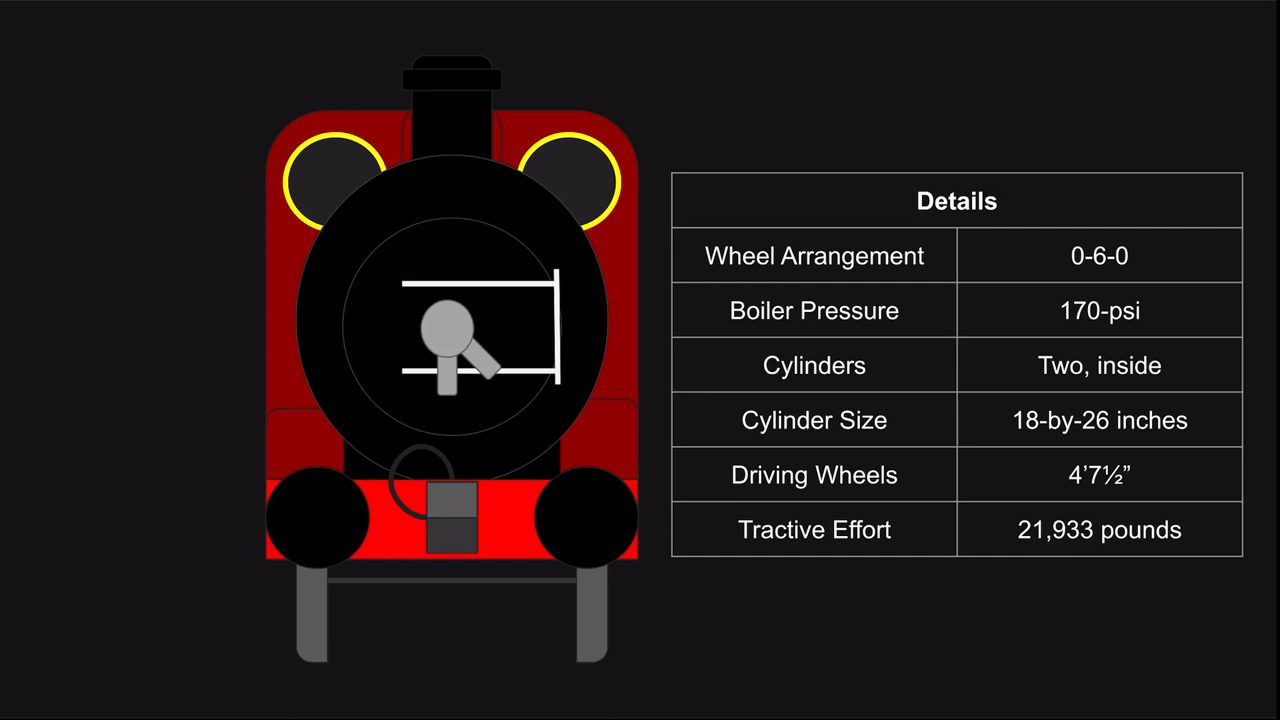 Details
Wheel Arrangement 0-6-0
Boiler Pressure 170-psi
Cylinders Two, inside
Cylinder Size 18-by-26 inches
Driving Wheels 4’7½”
Tractive Effort 21,933 pounds